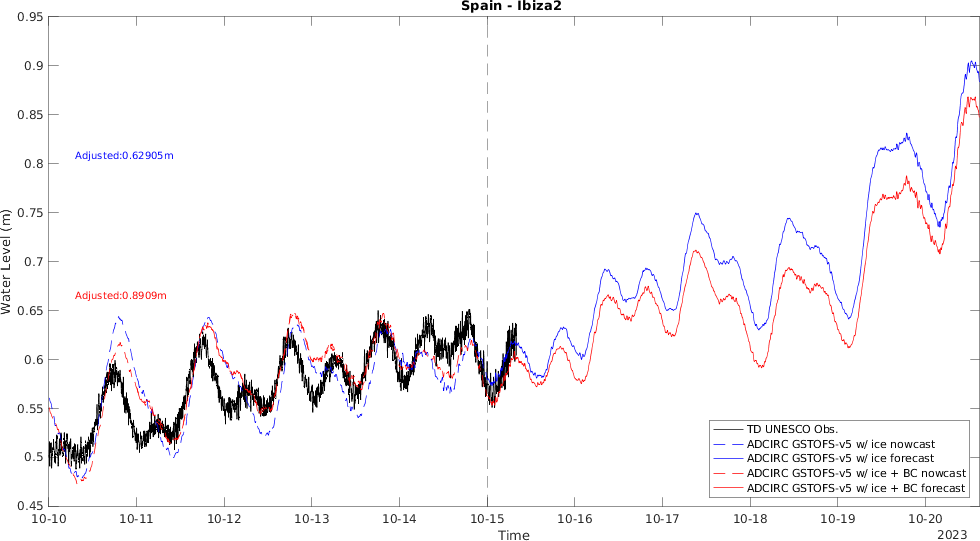 Spain - Ibiza2
0.95
0.9
0.85
0.8
0.75
0.7
0.65
0.6
0.55
0.5
0.45
Water Level (m)
Adjusted:0.62905m
Adjusted:0.8909m
TD UNESCO Obs.
ADCIRC GSTOFS-v5 w/ ice nowcast
ADCIRC GSTOFS-v5 w/ ice forecast
ADCIRC GSTOFS-v5 w/ ice + BC nowcast
ADCIRC GSTOFS-v5 w/ ice + BC forecast
10-10 10-11 10-12 10-13 10-14 10-15 10-16 10-17 10-18 10-19 10-20
Time
2023